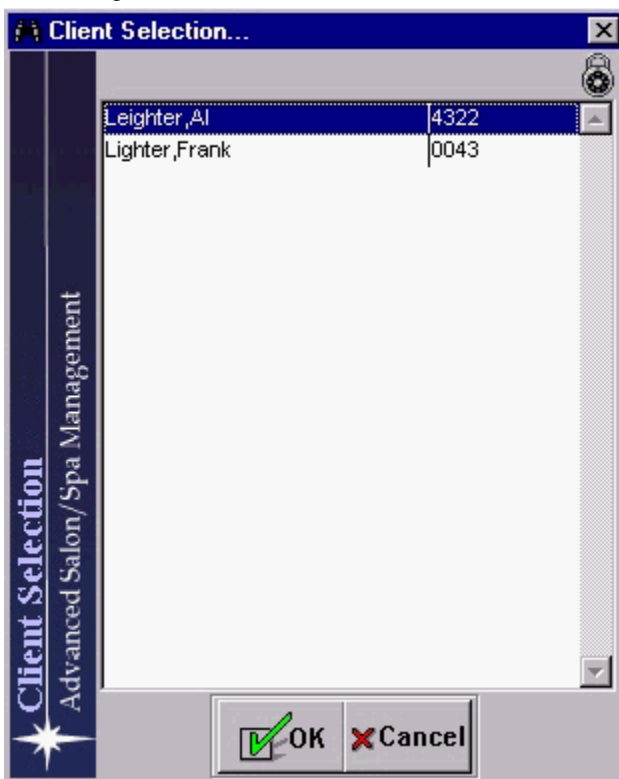 Client Selection...
Leighter,Al 4322
Lighter,Frank 0043
Client Selection
Advanced Salon/Spa Management
OK Cancel